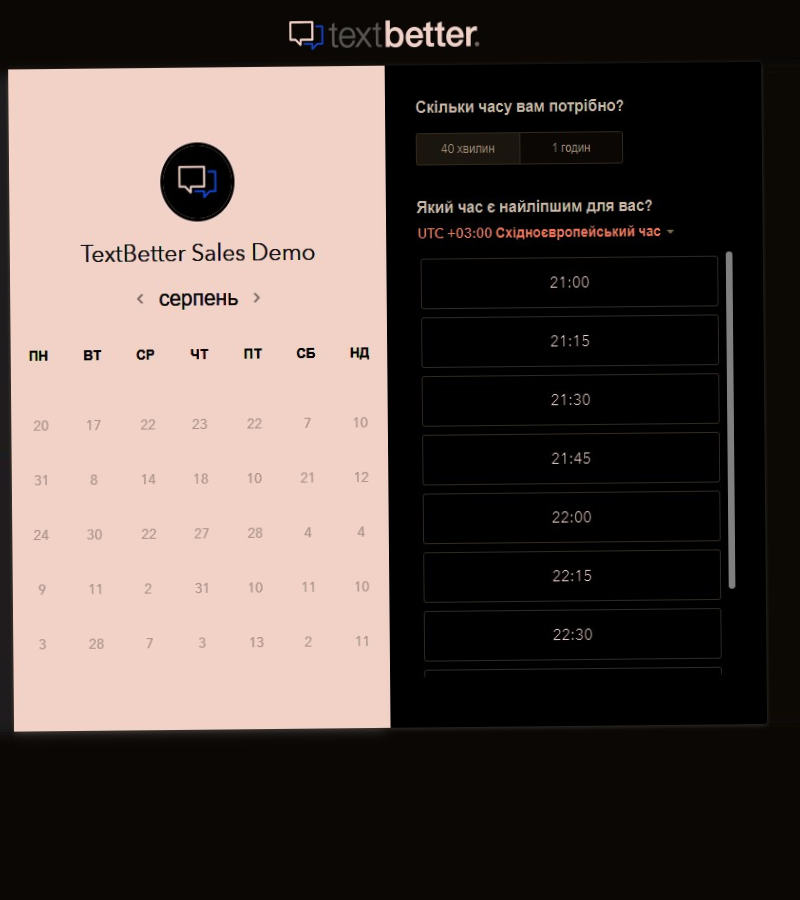 textbetter.
TextBetter Sales Demo
серпень
ПН ВТ СР ЧТ ПТ СБ НД
20 17 22 23 22 7 10
31 8 14 18 10 21 12
24 30 22 27 28 4 4
9 11 2 31 10 11 10
3 28 7 3 13 2 11
Скільки часу вам потрібно?
40 хвилин 1 годин
Який час є найліпшим для вас?
UTC +03:00 Східноєвропейський час
21:00
21:15
21:30
21:45
22:00
22:15
22:30